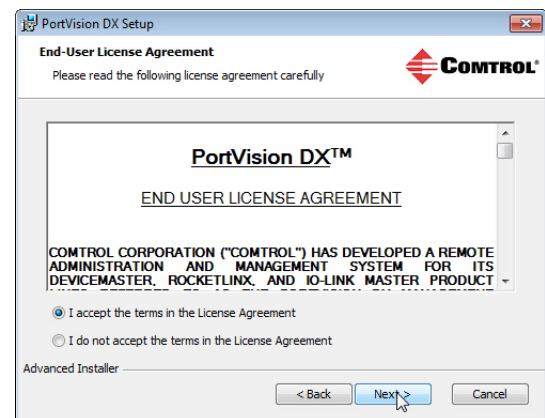 PortVision DX Setup
End-User License Agreement
Please read the following license agreement carefully
COMTROL®
PortVision DX™
END USER LICENSE AGREEMENT
COMTROL CORPORATION ("COMTROL") HAS DEVELOPED A REMOTE
ADMINISTRATION AND MANAGEMENT SYSTEM FOR ITS
DEVICEMASTER, ROCKETLINX, AND IO-LINK MASTER PRODUCT
I accept the terms in the License Agreement
I do not accept the terms in the License Agreement
Advanced Installer
< Back
Next >
Cancel